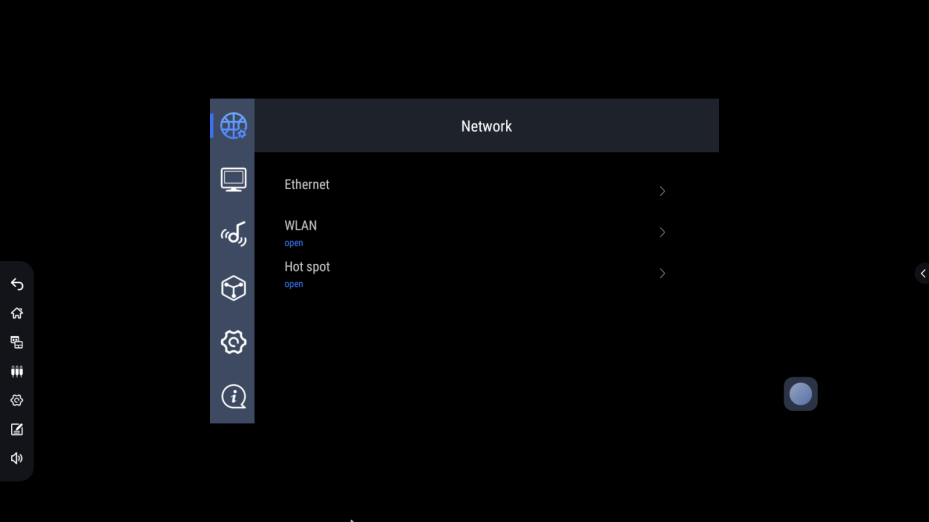 Network
Ethernet
WLAN
open
Hot spot
open